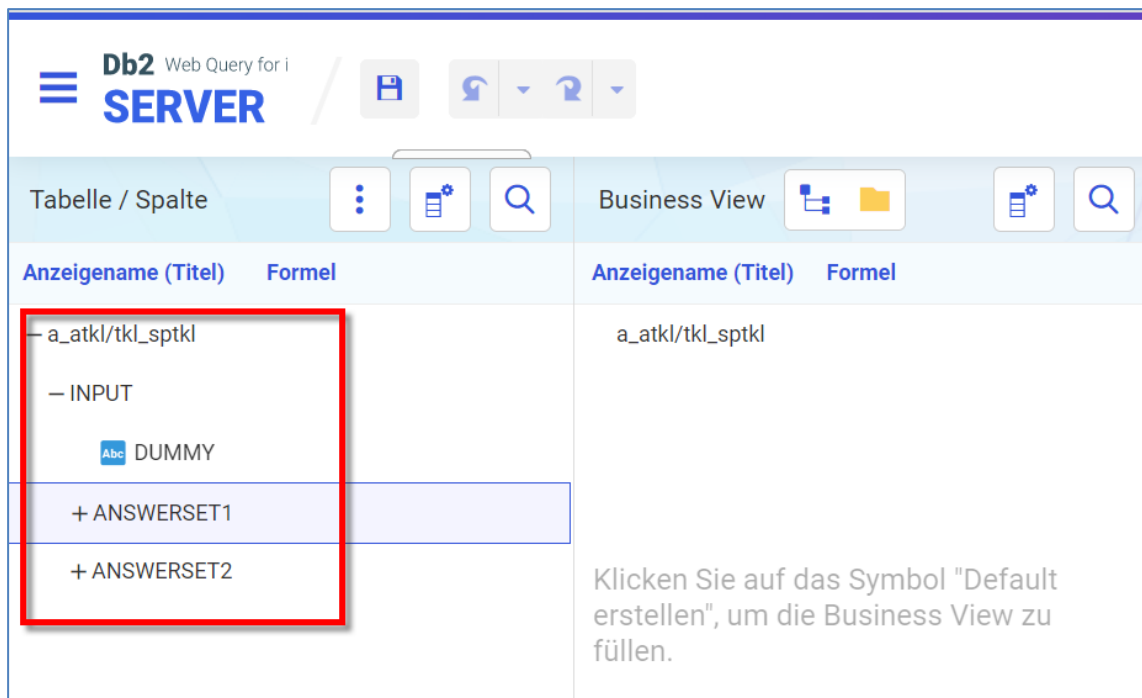 Db2 Web Query for i
SERVER
Tabelle / Spalte
Business View
Anzeigename (Titel) Formel
Anzeigename (Titel) Formel
a_atkl/tkl_sptkl
a_atkl/tkl_sptkl
INPUT
Abc DUMMY
ANSWERSET1
ANSWERSET2
Klicken Sie auf das Symbol "Default
erstellen", um die Business View zu
füllen.